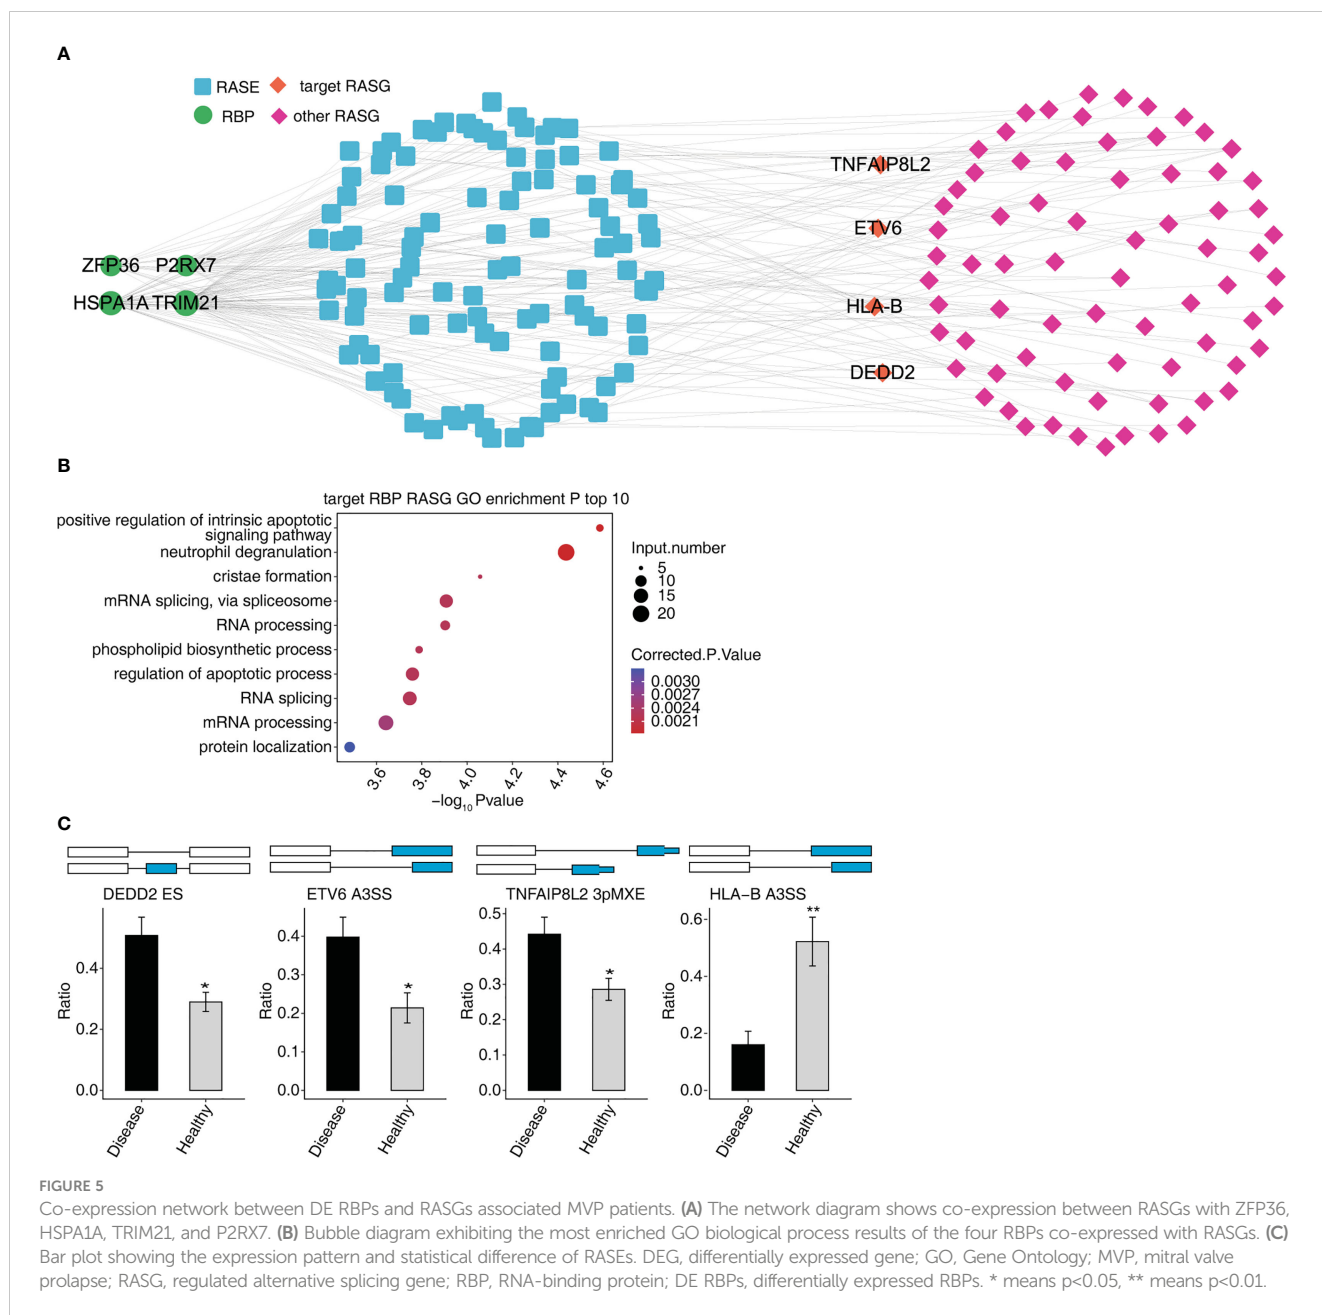 A
RASE
target RASG
RBP
other RASG
TNFAIP8L2
ETV6
ZFP36
P2RX7
HSPA1A
TRIM21
HLA-B
DEDD2
B
target RBP RASG GO enrichment P top 10
positive regulation of intrinsic apoptotic
signaling pathway
neutrophil degranulation
cristae formation
mRNA splicing, via spliceosome
RNA processing
phospholipid biosynthetic process
regulation of apoptotic process
RNA splicing
mRNA processing
protein localization
3.6
3.8
4.0
4.2
4.4
4.6
−log10 Pvalue
Input.number
5
10
15
20
Corrected.P.Value
0.0030
0.0027
0.0024
0.0021
C
DEDD2 ES
Ratio
0.4
0.2
0.0
*
Disease
Healthy
ETV6 A3SS
Ratio
0.4
0.3
0.2
0.1
0.0
*
Disease
Healthy
TNFAIP8L2 3pMXE
Ratio
0.5
0.4
0.3
0.2
0.1
0.0
*
Disease
Healthy
HLA−B A3SS
Ratio
0.6
0.4
0.2
0.0
**
Disease
Healthy
FIGURE 5
Co-expression network between DE RBPs and RASGs associated MVP patients. (A) The network diagram shows co-expression between RASGs with ZFP36,
HSPA1A, TRIM21, and P2RX7. (B) Bubble diagram exhibiting the most enriched GO biological process results of the four RBPs co-expressed with RASGs. (C)
Bar plot showing the expression pattern and statistical difference of RASEs. DEG, differentially expressed gene; GO, Gene Ontology; MVP, mitral valve
prolapse; RASG, regulated alternative splicing gene; RBP, RNA-binding protein; DE RBPs, differentially expressed RBPs. * means p<0.05, ** means p<0.01.